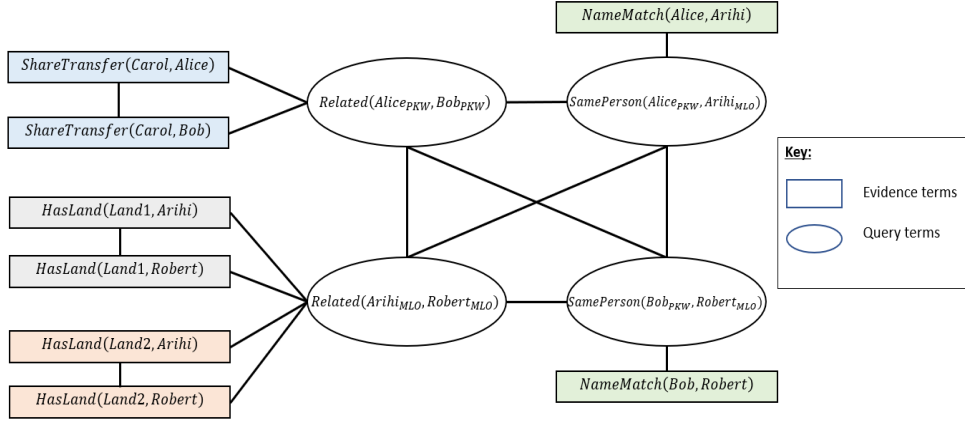 NameMatch(Alice, Arihi)
ShareTransfer(Carol, Alice)
Related(Alice_PKW, Bob_PKW)
SamePerson(Alice_PKW, Arihi_MLO)
ShareTransfer(Carol, Bob)
Key:
Evidence terms
Query terms
HasLand(Land1, Arihi)
HasLand(Land1, Robert)
Related(Arihi_MLO, Robert_MLO)
SamePerson(Bob_PKW, Robert_MLO)
HasLand(Land2, Arihi)
HasLand(Land2, Robert)
NameMatch(Bob, Robert)